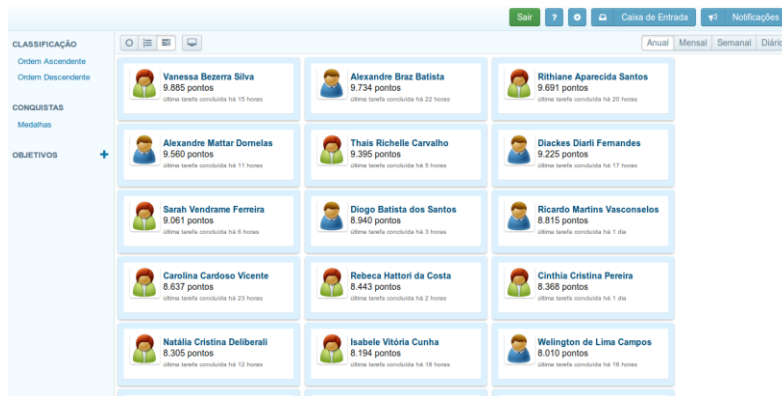 Sair ? Caixa de Entrada Notificações
CLASSIFICAÇÃO
Ordem Ascendente
Ordem Descendente
CONQUISTAS
Medalhas
OBJETIVOS +
Anual Mensal Semanal Diário
Vanessa Bezerra Silva
9.885 pontos
última tarefa concluída há 15 horas
Alexandre Braz Batista
9.734 pontos
última tarefa concluída há 22 horas
Rithiane Aparecida Santos
9.691 pontos
última tarefa concluída há 20 horas
Alexandre Mattar Dornelas
9.560 pontos
última tarefa concluída há 11 horas
Thais Richelle Carvalho
9.395 pontos
última tarefa concluída há 5 horas
Diackes Diarli Fernandes
9.225 pontos
última tarefa concluída há 17 horas
Sarah Vendrame Ferreira
9.061 pontos
última tarefa concluída há 6 horas
Diogo Batista dos Santos
8.940 pontos
última tarefa concluída há 3 horas
Ricardo Martins Vasconselos
8.815 pontos
última tarefa concluída há 1 dia
Carolina Cardoso Vicente
8.637 pontos
última tarefa concluída há 23 horas
Rebeca Hattori da Costa
8.443 pontos
última tarefa concluída há 2 horas
Cinthia Cristina Pereira
8.368 pontos
última tarefa concluída há 1 dia
Natália Cristina Deliberali
8.305 pontos
última tarefa concluída há 12 horas
Isabele Vitória Cunha
8.194 pontos
última tarefa concluída há 18 horas
Welington de Lima Campos
8.010 pontos
última tarefa concluída há 18 horas